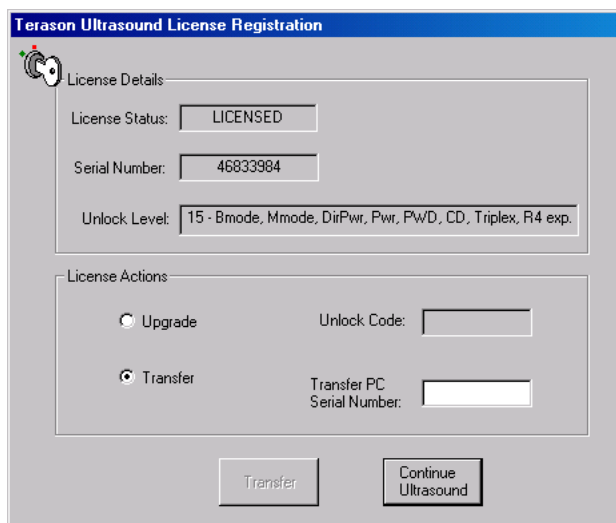 Terason Ultrasound License Registration
License Details
License Status: LICENSED
Serial Number: 46833984
Unlock Level: 15 - Bmode, Mmode, DirPwr, Pwr, PWD, CD, Triplex, R4 exp.
License Actions
Upgrade
Unlock Code:
Transfer
Transfer PC
Serial Number:
Transfer
Continue
Ultrasound